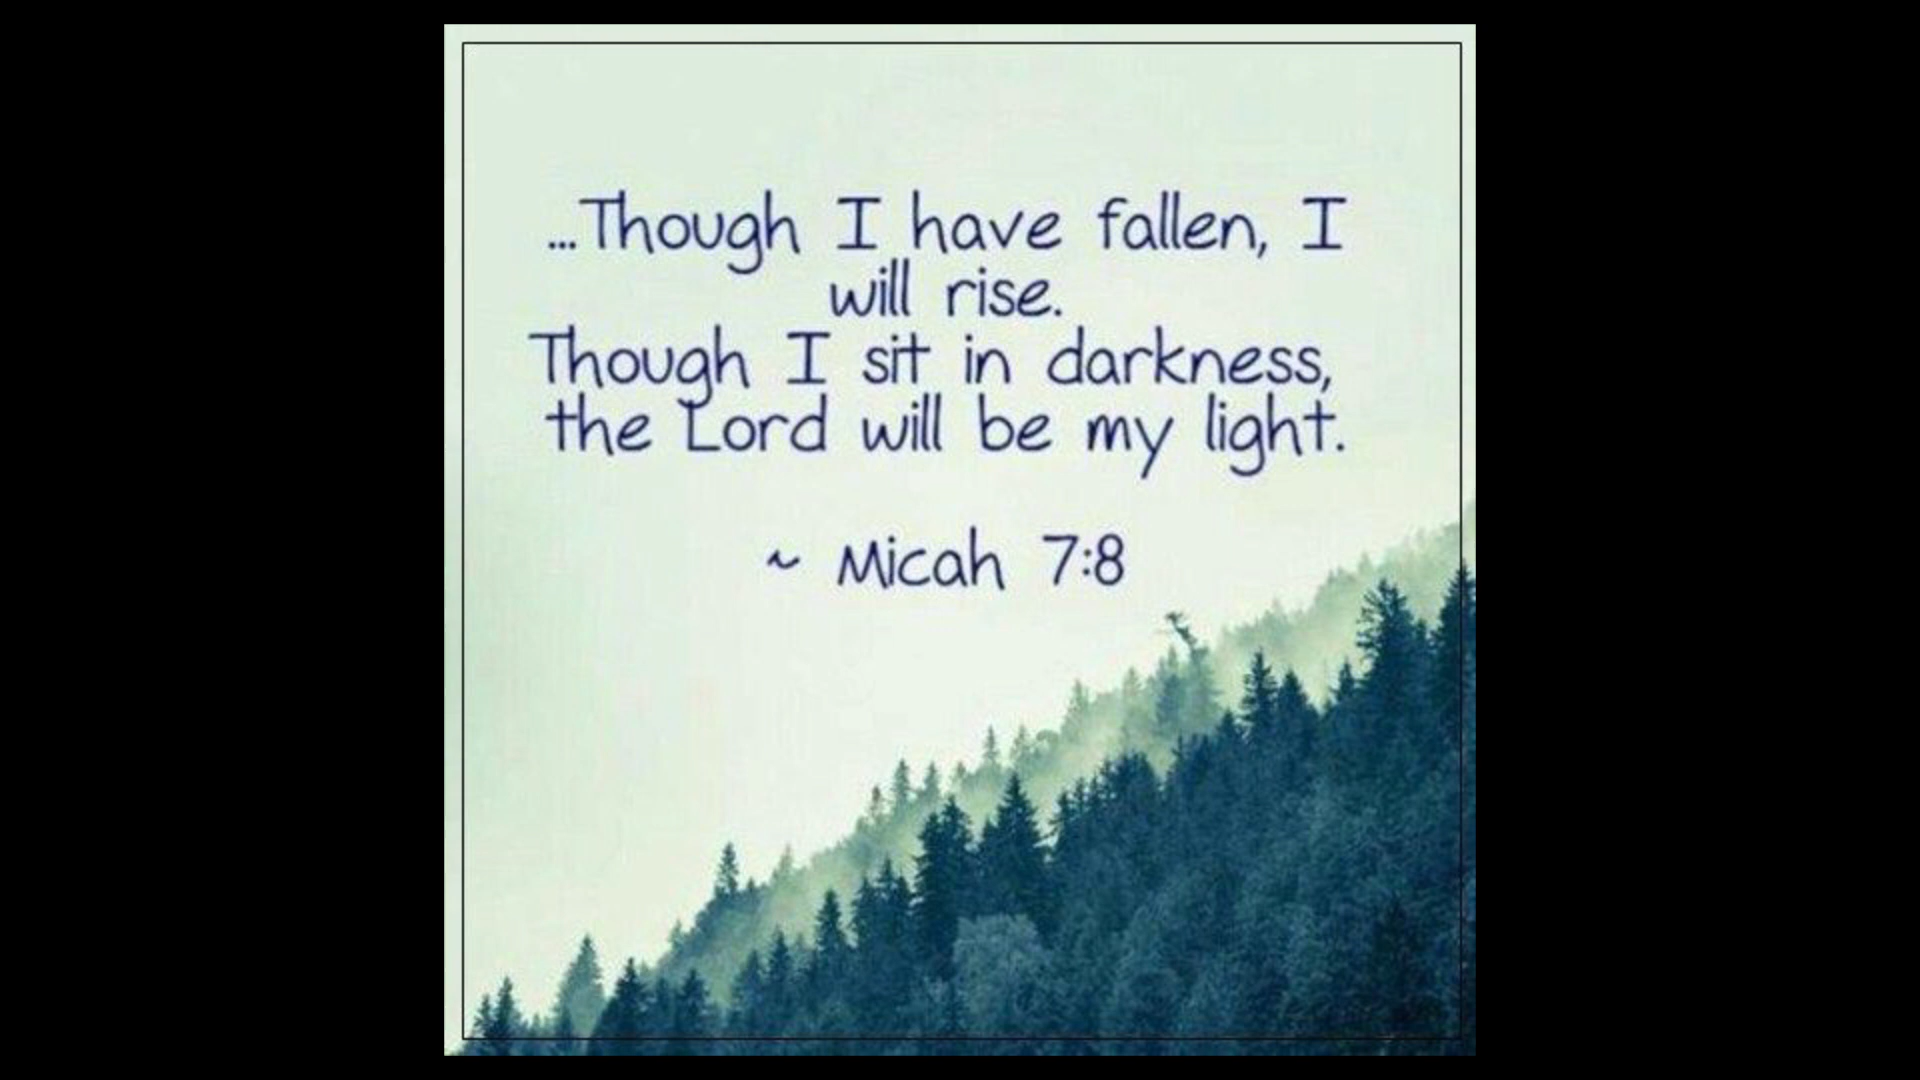 ...Though I have fallen, I
will rise.
Though I sit in darkness,
the Lord will be my light.
~ Micah 7:8